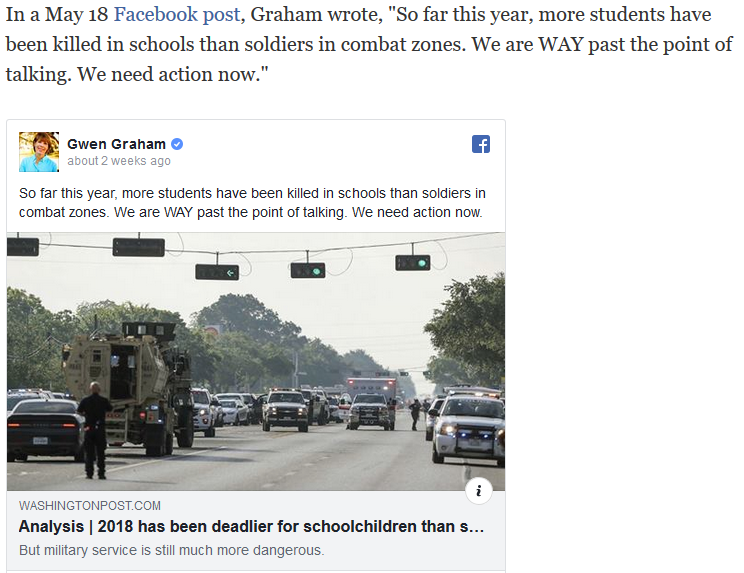 In a May 18 Facebook post, Graham wrote, "So far this year, more students have
been killed in schools than soldiers in combat zones. We are WAY past the point of
talking. We need action now."
Gwen Graham
about 2 weeks ago
So far this year, more students have been killed in schools than soldiers in
combat zones. We are WAY past the point of talking. We need action now.
WASHINGTONPOST.COM
Analysis | 2018 has been deadlier for schoolchildren than s...
But military service is still much more dangerous.